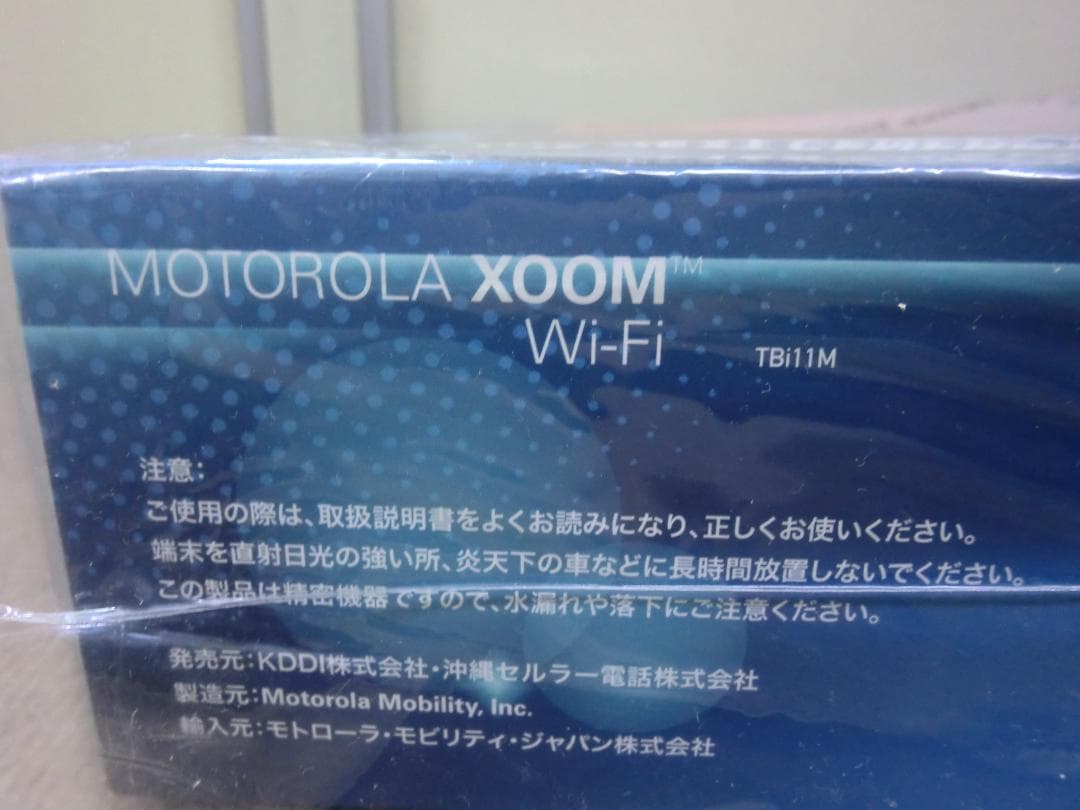 MOTOROLA XOOM™
Wi-Fi TBi11M
注意:
ご使用の際は、取扱説明書をよくお読みになり、正しくお使いください。
端末を直射日光の強い所、炎天下の車などに長時間放置しないでください。
この製品は精密機器ですので、水漏れや落下にご注意ください。
発売元:KDDI株式会社・沖縄セルラー電話株式会社
製造元:Motorola Mobility, Inc.
輸入元:モトローラ・モビリティ・ジャパン株式会社